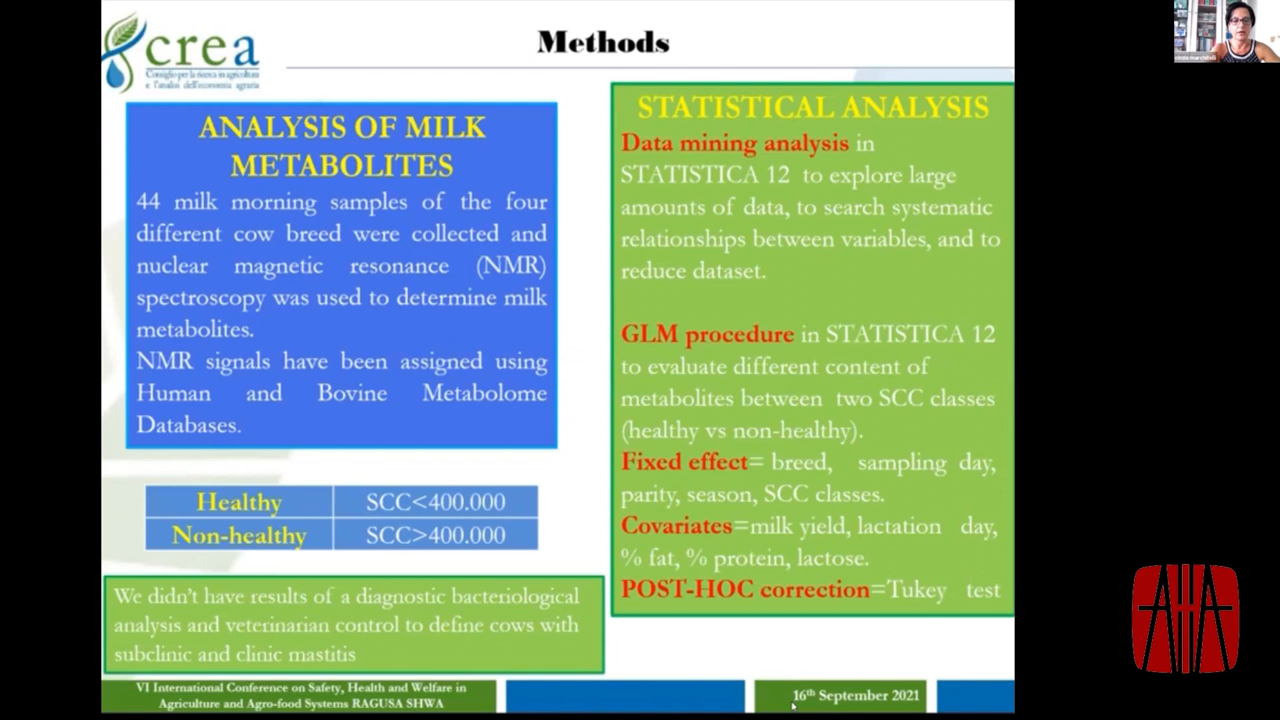 crea
Consiglio per la ricerca in agricoltura
e l'analisi dell'economia agraria
Methods
ANALYSIS OF MILK
METABOLITES
44 milk morning samples of the four
different cow breed were collected and
nuclear magnetic resonance (NMR)
spectroscopy was used to determine milk
metabolites.
NMR signals have been assigned using
Human and Bovine Metabolome
Databases.
Healthy SCC<400.000
Non-healthy SCC>400.000
We didn't have results of a diagnostic bacteriological
analysis and veterinarian control to define cows with
subclinic and clinic mastitis
STATISTICAL ANALYSIS
Data mining analysis in
STATISTICA 12 to explore large
amounts of data, to search systematic
relationships between variables, and to
reduce dataset.
GLM procedure in STATISTICA 12
to evaluate different content of
metabolites between two SCC classes
(healthy vs non-healthy).
Fixed effect= breed, sampling day,
parity, season, SCC classes.
Covariates=milk yield, lactation day,
% fat, % protein, lactose.
POST-HOC correction=Tukey test
VI International Conference on Safety, Health and Welfare in
Agriculture and Agro-food Systems RAGUSA SHWA
16th September 2021
AIIA